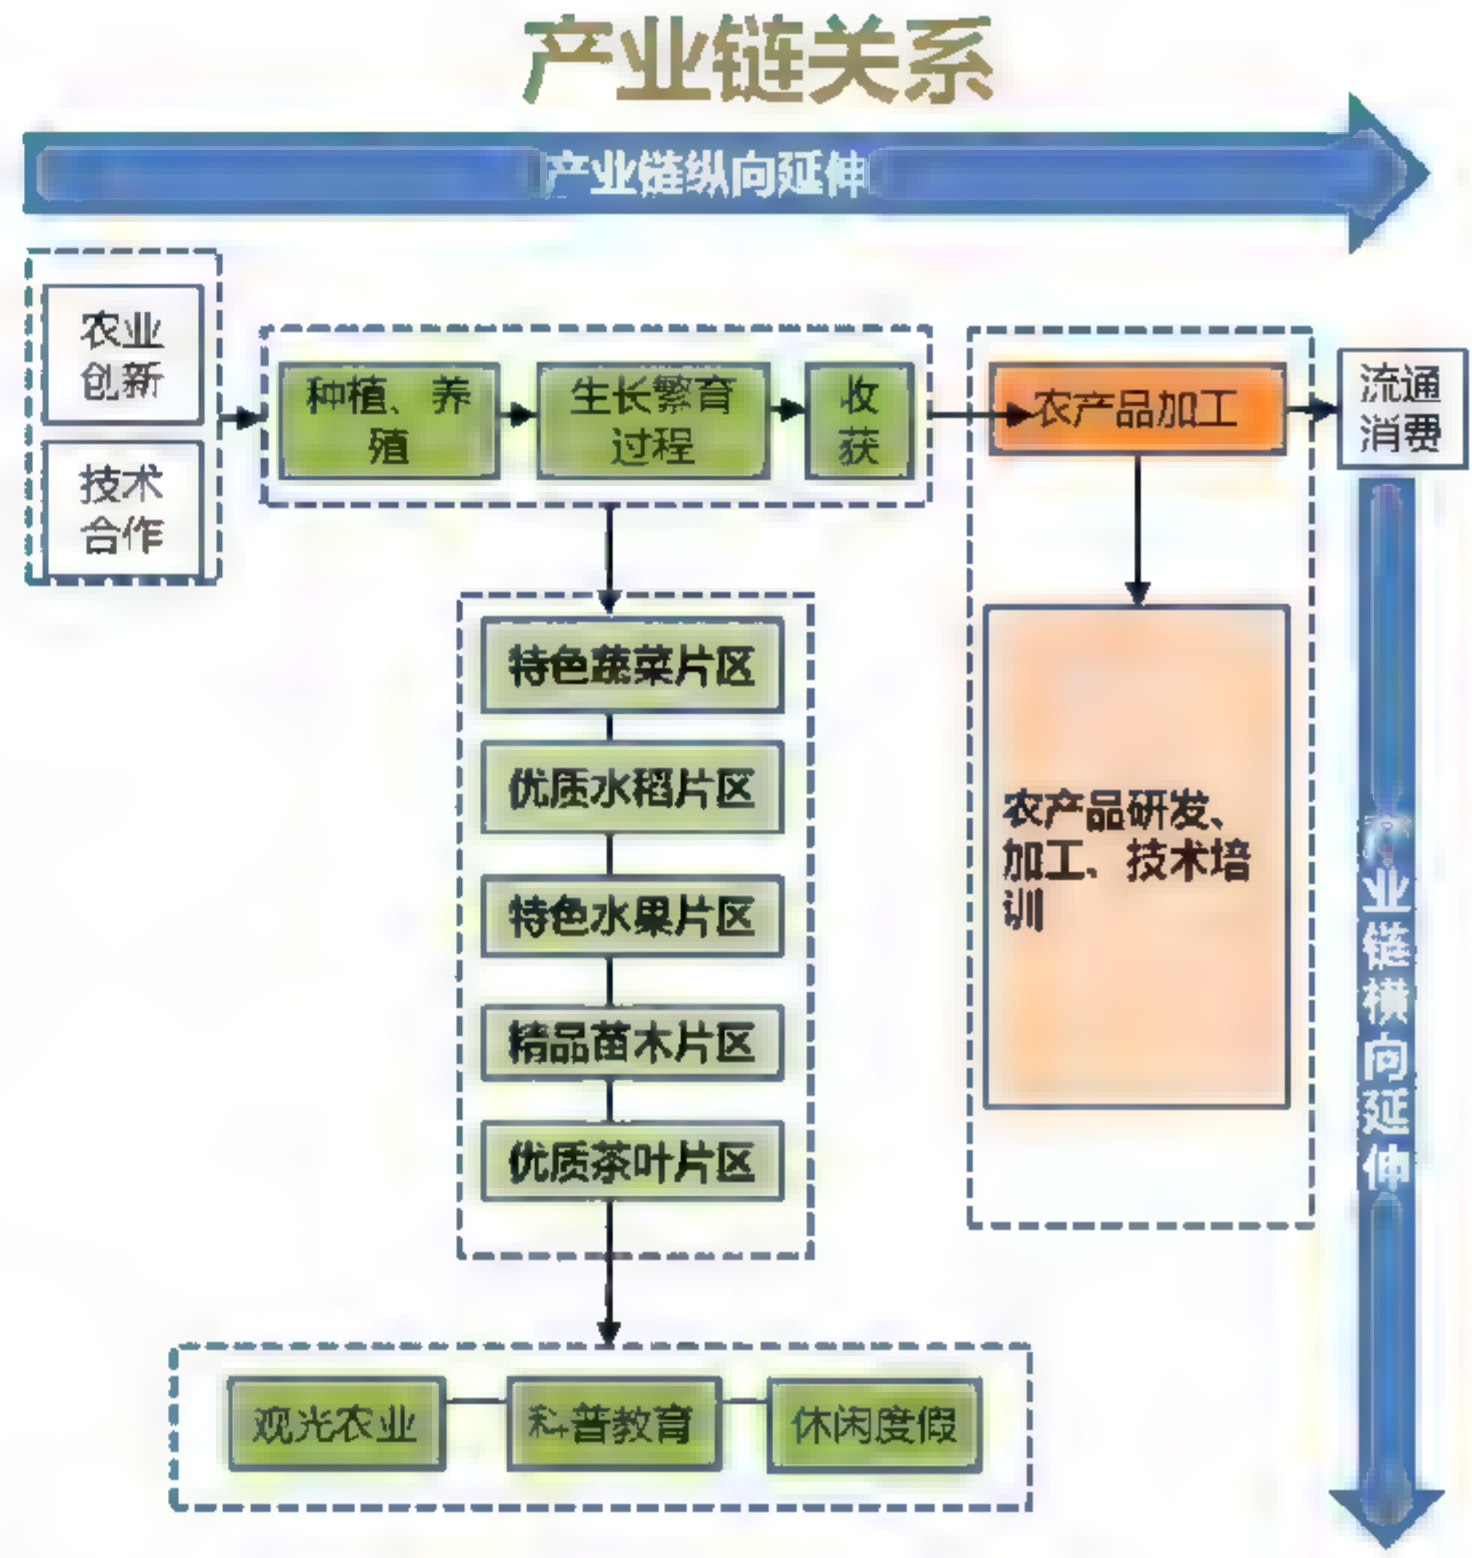 产业链关系
产业链纵向延伸
农业
创新
技术
合作
种植、养
殖
生长繁育
过程
收
获
农产品加工
流通
消费
特色蔬菜片区
优质水稻片区
特色水果片区
精品苗木片区
优质茶叶片区
农产品研发、
加工、技术培
训
产业链横向延伸
观光农业
科普教育
休闲度假